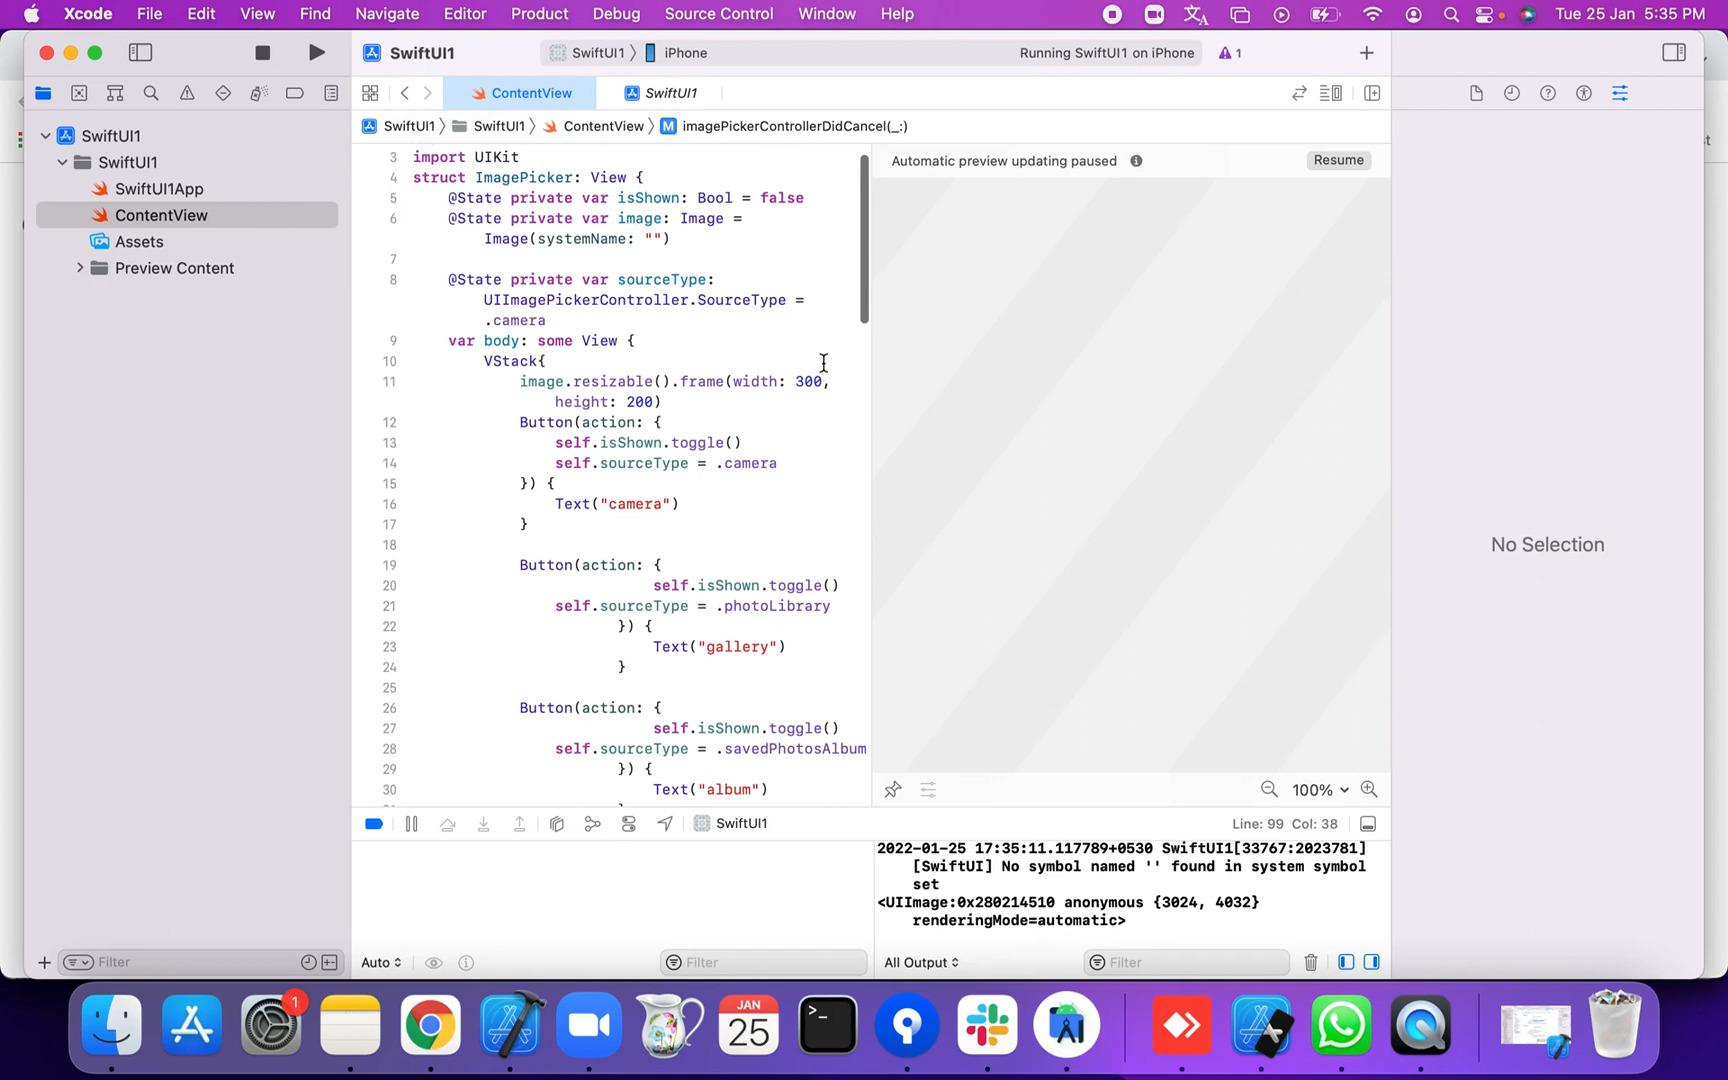 Xcode File Edit View Find Navigate Editor Product Debug Source Control Window Help Tue 25 Jan 5:35 PM
SwiftUI1 SwiftUI1 iPhone Running SwiftUI1 on iPhone 1
ContentView SwiftUI1
SwiftUI1 SwiftUI1 ContentView M imagePickerControllerDidCancel(_:)
SwiftUI1
SwiftUI1
SwiftUI1App
ContentView
Assets
Preview Content
3 import UIKit
4 struct ImagePicker: View {
5 @State private var isShown: Bool = false
6 @State private var image: Image =
Image(systemName: "")
7
8 @State private var sourceType:
UIImagePickerController.SourceType =
.camera
9 var body: some View {
10 VStack{
11 image.resizable().frame(width: 300,
height: 200)
12 Button(action: {
13 self.isShown.toggle()
14 self.sourceType = .camera
15 }) {
16 Text("camera")
17 }
18
19 Button(action: {
20 self.isShown.toggle()
21 self.sourceType = .photoLibrary
22 }) {
23 Text("gallery")
24 }
25
26 Button(action: {
27 self.isShown.toggle()
28 self.sourceType = .savedPhotosAlbum
29 }) {
30 Text("album")
Automatic preview updating paused Resume
100%
No Selection
SwiftUI1 Line: 99 Col: 38
2022-01-25 17:35:11.117789+0530 SwiftUI1[33767:2023781]
[SwiftUI] No symbol named '' found in system symbol
set
<UIImage:0x280214510 anonymous {3024, 4032}
renderingMode=automatic>
Filter Auto Filter All Output Filter
1
JAN
25